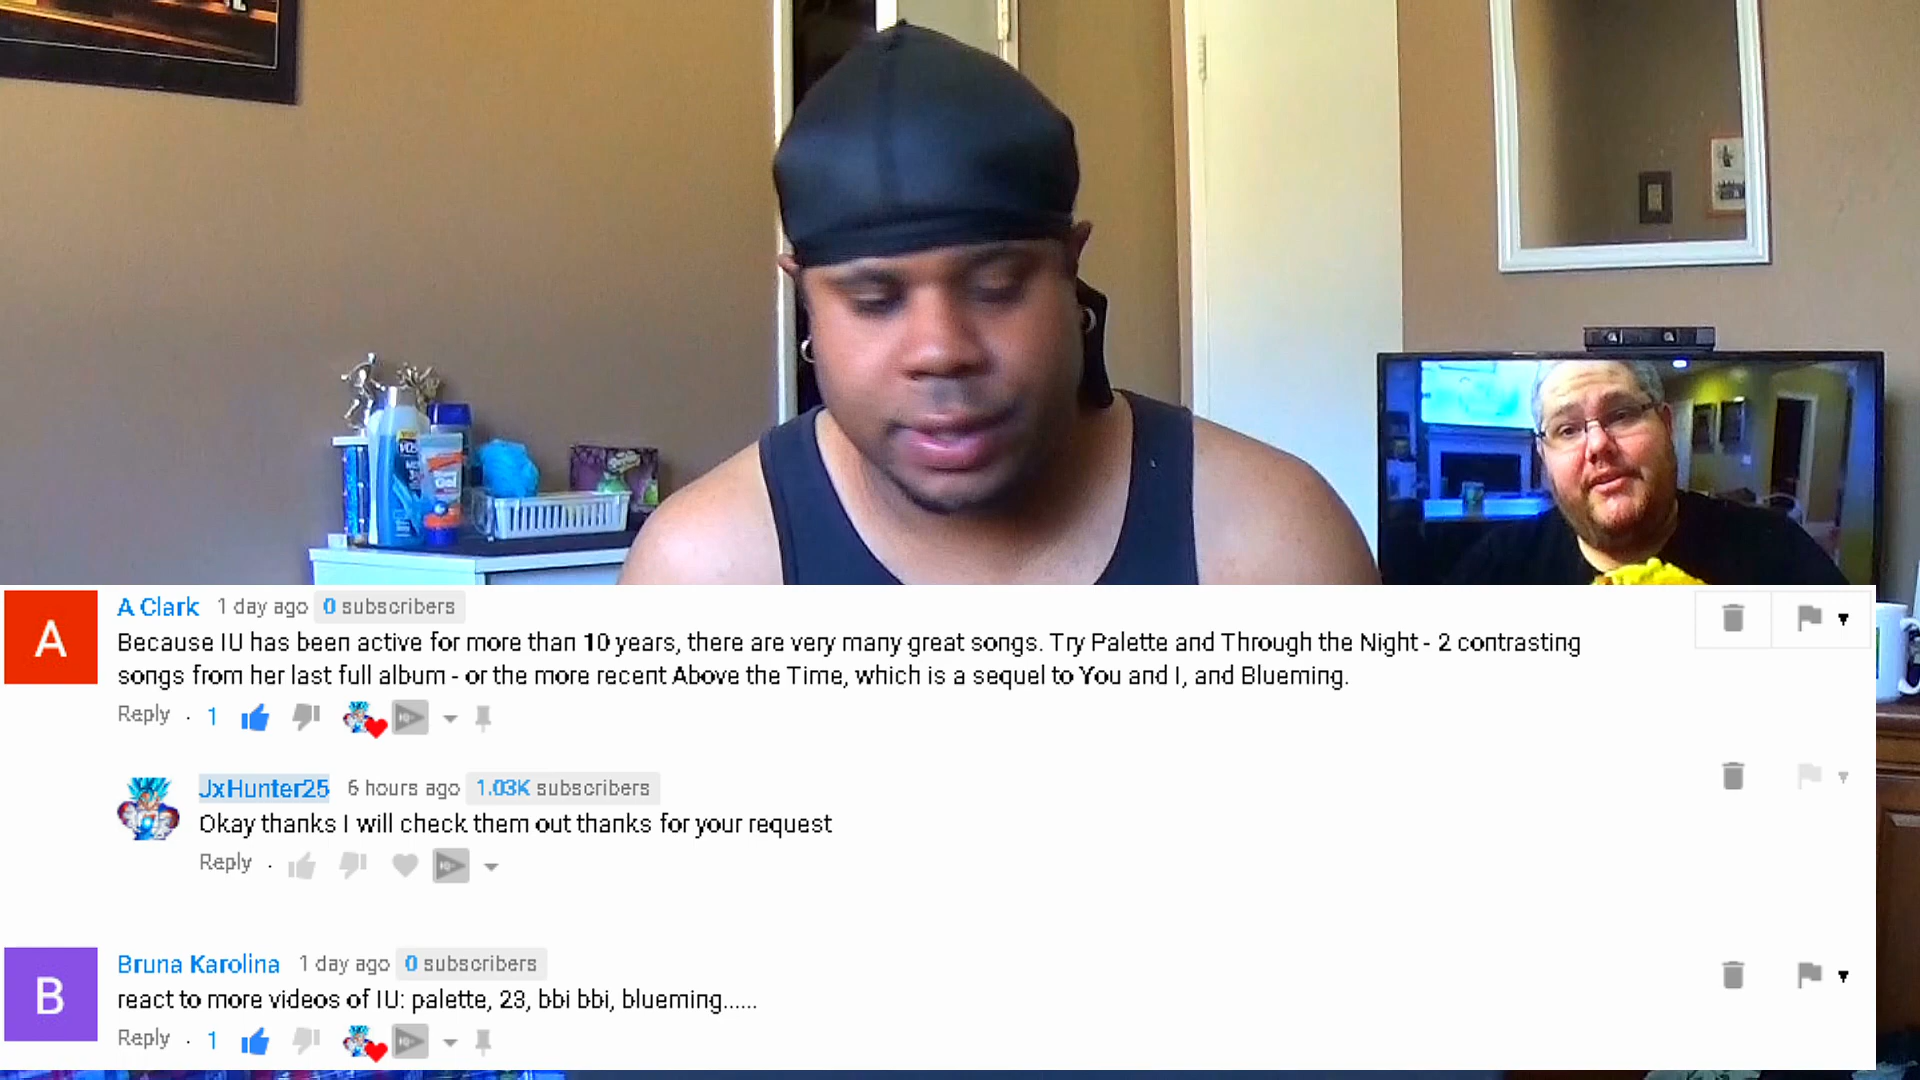 A Clark 1 day ago 0 subscribers
Because IU has been active for more than 10 years, there are very many great songs. Try Palette and Through the Night - 2 contrasting
songs from her last full album - or the more recent Above the Time, which is a sequel to You and I, and Blueming.
Reply · 1
JxHunter25 6 hours ago 1.03K subscribers
Okay thanks I will check them out thanks for your request
Reply ·
Bruna Karolina 1 day ago 0 subscribers
react to more videos of IU: palette, 23, bbi bbi, blueming......
Reply · 1
A
B
VO5
Gel